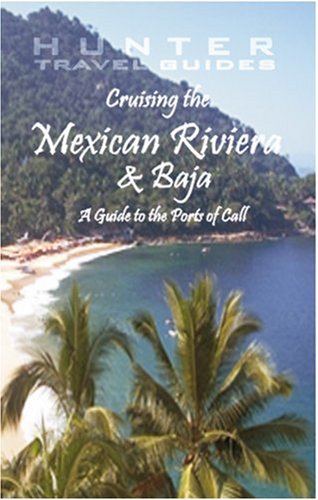 HUNTER
TRAVEL GUIDES
Cruising the
Mexican Riviera
& Baja
A Guide to the Ports of Call